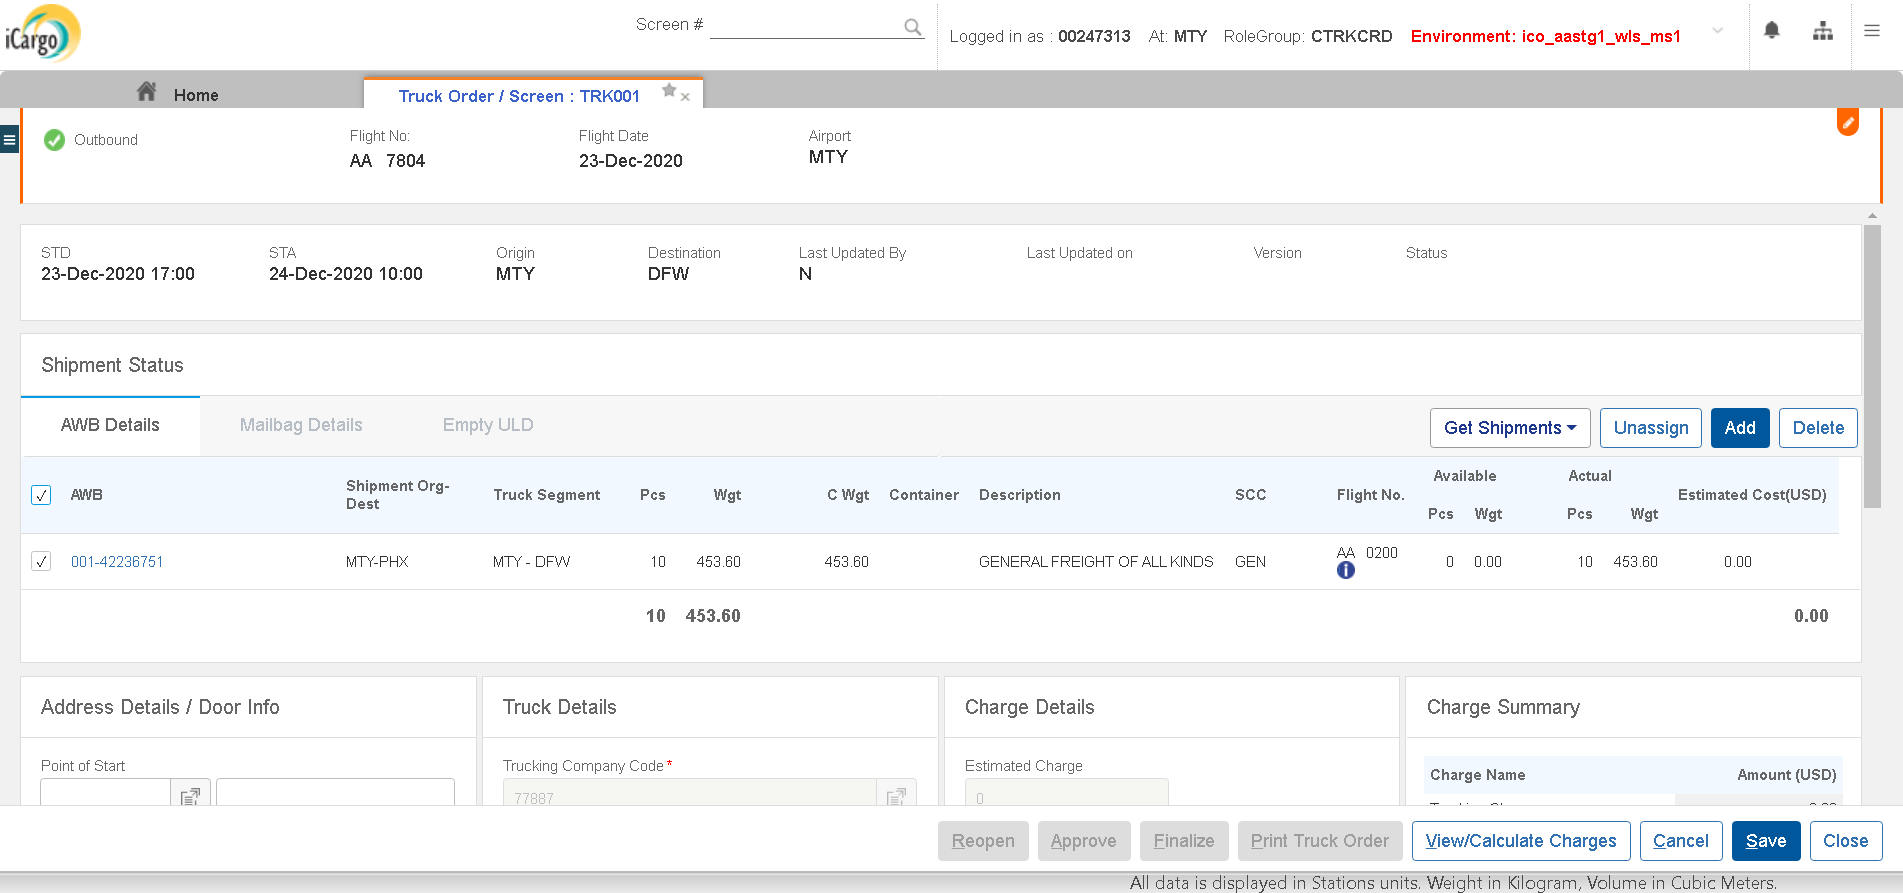 iCargo
Screen #
Logged in as : 00247313 At: MTY RoleGroup: CTRKCRD Environment: ico_aastg1_wls_ms1
Home
Truck Order / Screen : TRK001
Outbound
Flight No:
AA 7804
Flight Date
23-Dec-2020
Airport
MTY
STD
23-Dec-2020 17:00
STA
24-Dec-2020 10:00
Origin
MTY
Destination
DFW
Last Updated By
N
Last Updated on
Version
Status
Shipment Status
AWB Details
Mailbag Details
Empty ULD
Get Shipments
Unassign
Add
Delete
AWB
Shipment Org-
Dest
Truck Segment
Pcs
Wgt
C Wgt
Container
Description
SCC
Flight No.
Available
Pcs Wgt
Actual
Pcs Wgt
Estimated Cost(USD)
001-42236751 MTY-PHX MTY - DFW 10 453.60 453.60 GENERAL FREIGHT OF ALL KINDS GEN AA 0200 0 0.00 10 453.60 0.00
10 453.60 0.00
Address Details / Door Info
Point of Start
Truck Details
Trucking Company Code *
77887
Charge Details
Estimated Charge
0
Charge Summary
Charge Name Amount (USD)
Reopen
Approve
Finalize
Print Truck Order
View/Calculate Charges
Cancel
Save
Close
All data is displayed in Stations units. Weight in Kilogram, Volume in Cubic Meters.